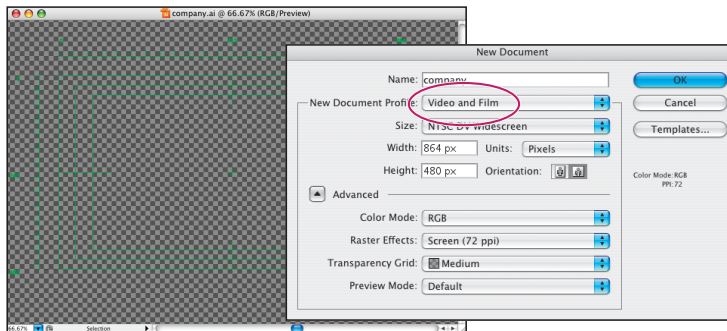 company.ai @ 66.67% (RGB/Preview)
New Document
Name: company
OK
New Document Profile: Video and Film
Cancel
Size: NTSC DV Widescreen
Templates...
Width: 864 px Units: Pixels
Height: 480 px Orientation:
Color Mode: RGB
PPI: 72
Advanced
Color Mode: RGB
Raster Effects: Screen (72 ppi)
Transparency Grid: Medium
Preview Mode: Default
66.67% Selection